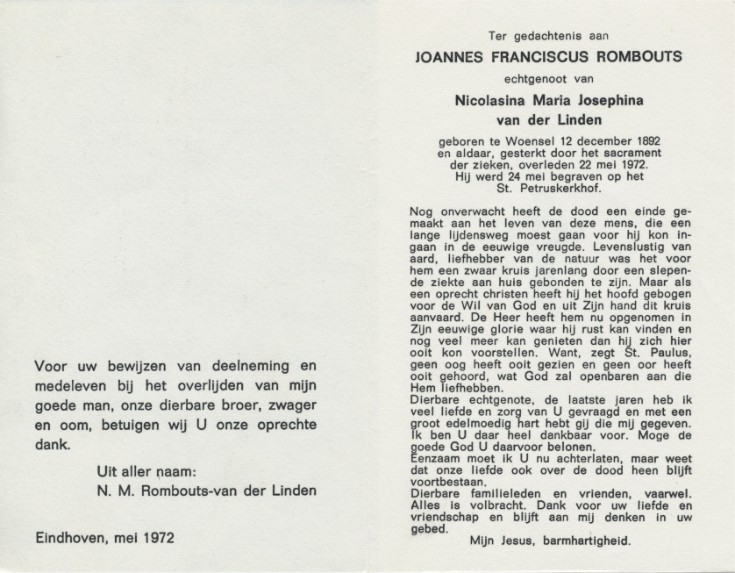 Voor uw bewijzen van deelneming en
medeleven bij het overlijden van mijn
goede man, onze dierbare broer, zwager
en oom, betuigen wij U onze oprechte
dank.
Uit aller naam:
N. M. Rombouts-van der Linden
Eindhoven, mei 1972
Ter gedachtenis aan
JOANNES FRANCISCUS ROMBOUTS
echtgenoot van
Nicolasina Maria Josephina
van der Linden
geboren te Woensel 12 december 1892
en aldaar, gesterkt door het sacrament
der zieken, overleden 22 mei 1972.
Hij werd 24 mei begraven op het
St. Petruskerkhof.
Nog onverwacht heeft de dood een einde ge-
maakt aan het leven van deze mens, die een
lange lijdensweg moest gaan voor hij kon in-
gaan in de eeuwige vreugde. Levenslustig van
aard, liefhebber van de natuur was het voor
hem een zwaar kruis jarenlang door een slepen-
de ziekte aan huis gebonden te zijn. Maar als
een oprecht christen heeft hij het hoofd gebogen
voor de Wil van God en uit Zijn hand dit kruis
aanvaard. De Heer heeft hem nu opgenomen in
Zijn eeuwige glorie waar hij rust kan vinden en
nog veel meer kan genieten dan hij zich hier
ooit kon voorstellen. Want, zegt St. Paulus,
geen oog heeft ooit gezien en geen oor heeft
ooit gehoord, wat God zal openbaren aan die
Hem liefhebben.
Dierbare echtgenote, de laatste jaren heb ik
veel liefde en zorg van U gevraagd en met een
groot edelmoedig hart hebt gij die mij gegeven.
Ik ben U daar heel dankbaar voor. Moge de
goede God U daarvoor belonen.
Eenzaam moet ik U nu achterlaten, maar weet
dat onze liefde ook over de dood heen blijft
voortbestaan.
Dierbare familieleden en vrienden, vaarwel.
Alles is volbracht. Dank voor uw liefde en
vriendschap en blijft aan mij denken in uw
gebed.
Mijn Jesus, barmhartigheid.